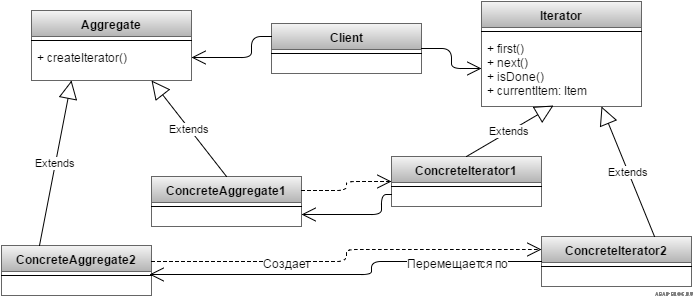 Aggregate
+ createIterator()
Client
Iterator
+ first()
+ next()
+ isDone()
+ currentItem: Item
Extends
Extends
Extends
Extends
ConcreteAggregate1
ConcreteIterator1
ConcreteAggregate2
ConcreteIterator2
Создает
Перемещается по